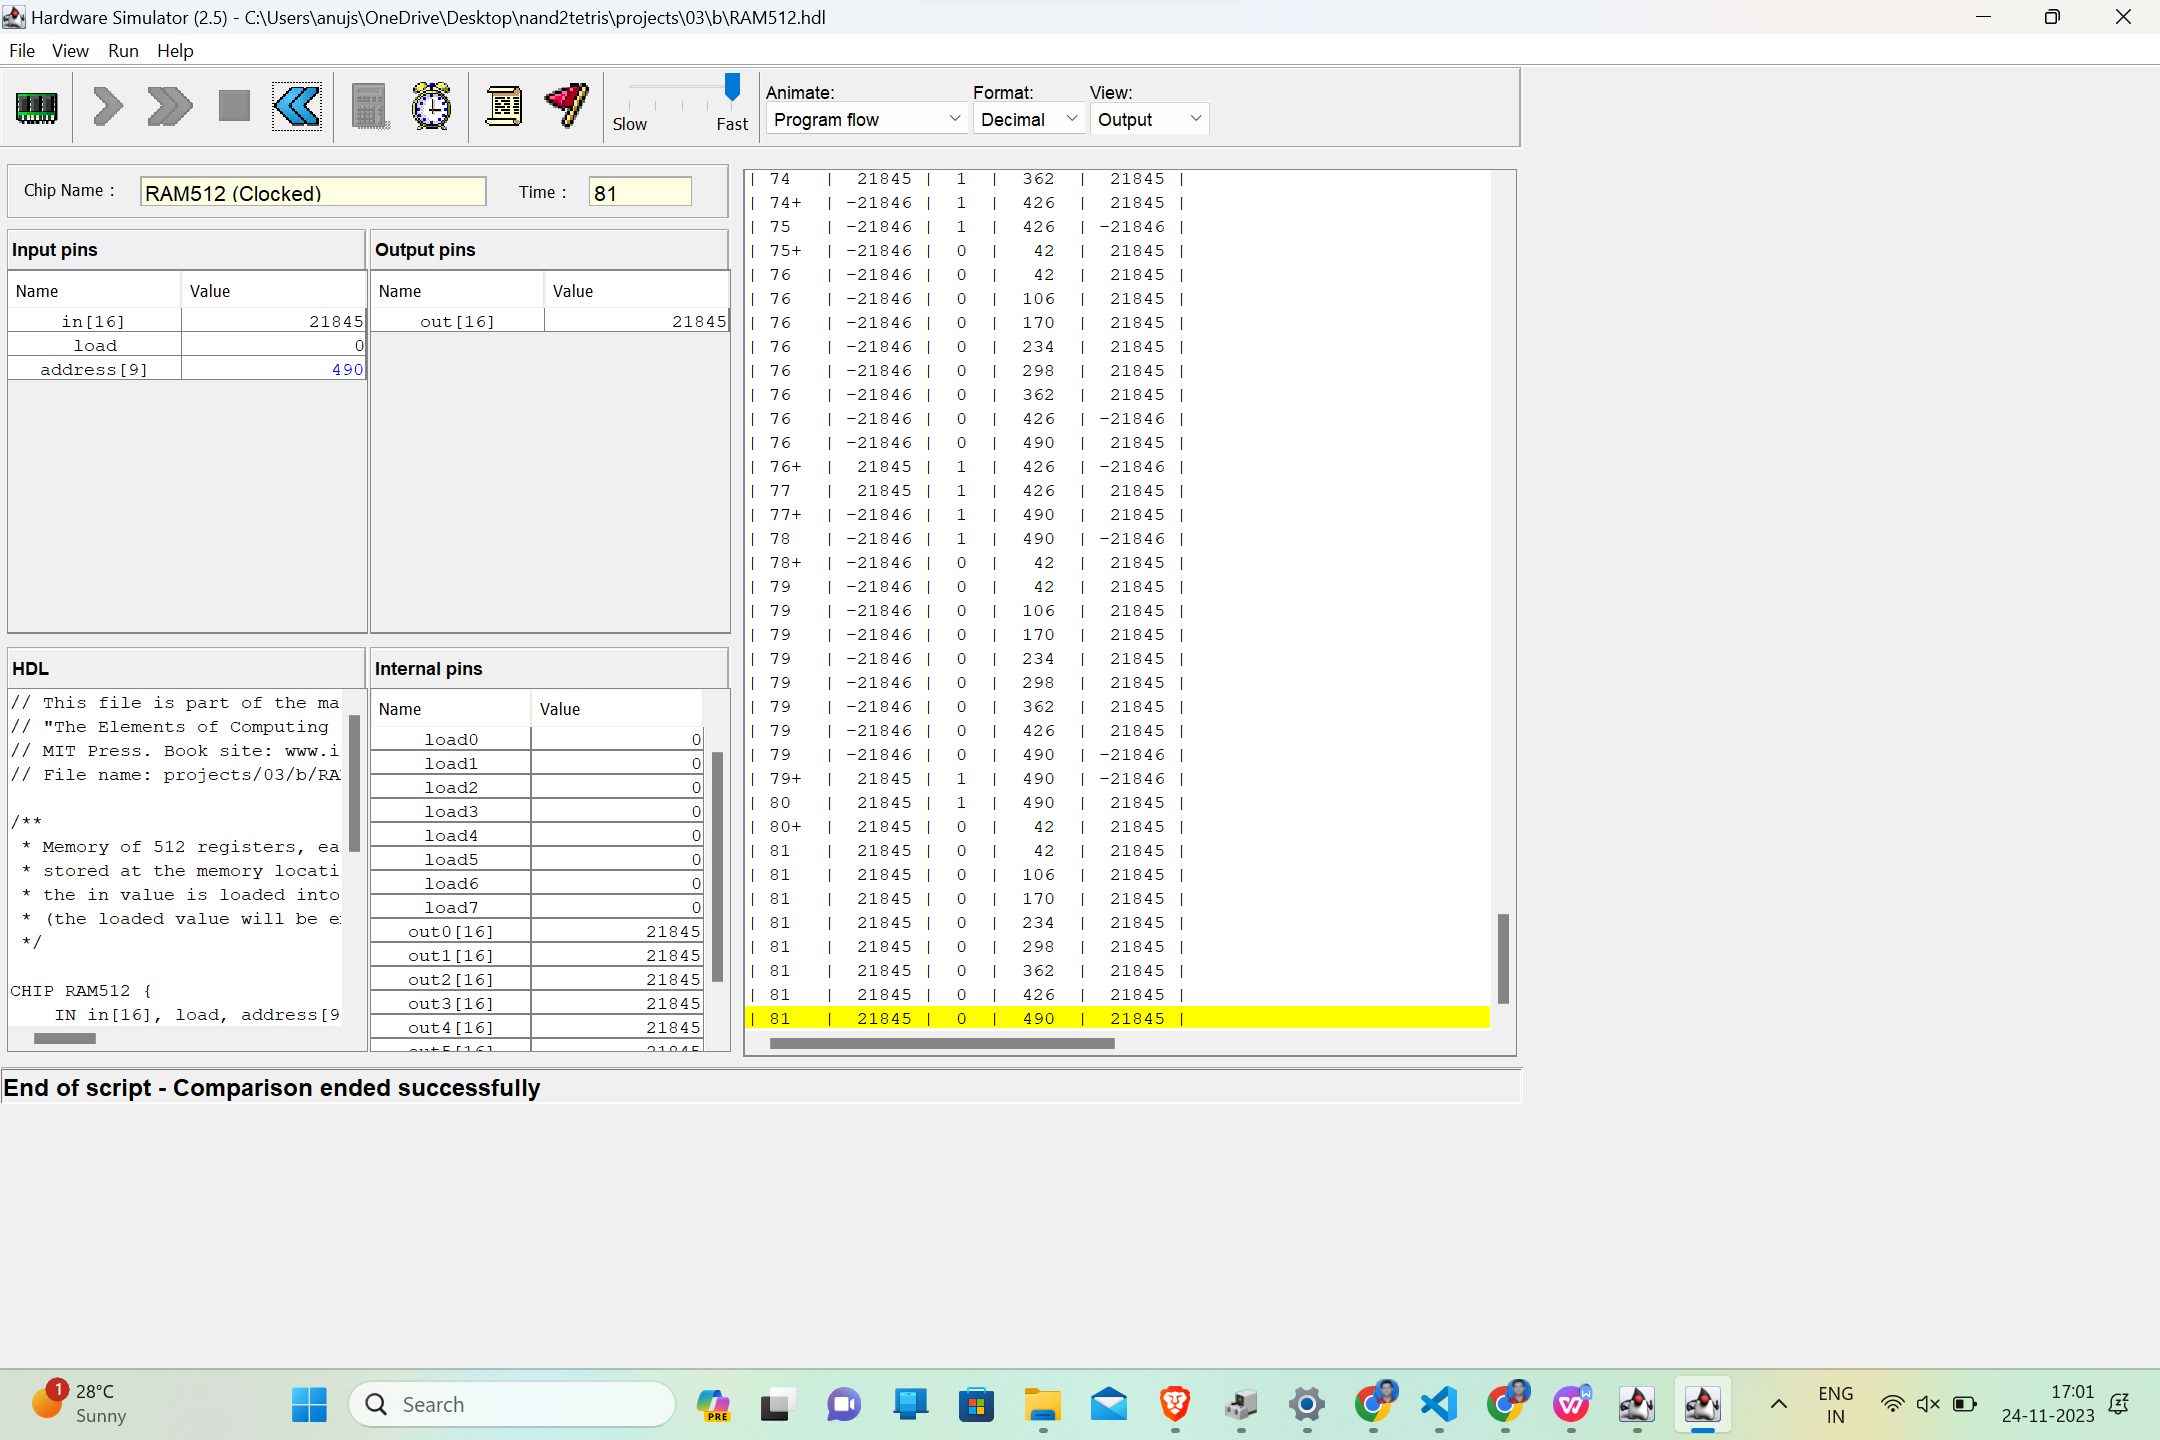 Hardware Simulator (2.5) - C:\Users\anujs\OneDrive\Desktop\nand2tetris\projects\03\b\RAM512.hdl
File View Run Help
Slow Fast
Animate: Format: View:
Program flow Decimal Output
Chip Name : RAM512 (Clocked) Time : 81
Input pins
Name Value
in[16] 21845
load 0
address[9] 490
Output pins
Name Value
out[16] 21845
HDL
// This file is part of the ma
// "The Elements of Computing
// MIT Press. Book site: www.i
// File name: projects/03/b/RA
/**
* Memory of 512 registers, ea
* stored at the memory locati
* the in value is loaded into
* (the loaded value will be e
*/
CHIP RAM512 {
IN in[16], load, address[9
Internal pins
Name Value
load0 0
load1 0
load2 0
load3 0
load4 0
load5 0
load6 0
load7 0
out0[16] 21845
out1[16] 21845
out2[16] 21845
out3[16] 21845
out4[16] 21845
out5[16] 21845
| 74 | 21845 | 1 | 362 | 21845 |
| 74+ | -21846 | 1 | 426 | 21845 |
| 75 | -21846 | 1 | 426 | -21846 |
| 75+ | -21846 | 0 | 42 | 21845 |
| 76 | -21846 | 0 | 42 | 21845 |
| 76 | -21846 | 0 | 106 | 21845 |
| 76 | -21846 | 0 | 170 | 21845 |
| 76 | -21846 | 0 | 234 | 21845 |
| 76 | -21846 | 0 | 298 | 21845 |
| 76 | -21846 | 0 | 362 | 21845 |
| 76 | -21846 | 0 | 426 | -21846 |
| 76 | -21846 | 0 | 490 | 21845 |
| 76+ | 21845 | 1 | 426 | -21846 |
| 77 | 21845 | 1 | 426 | 21845 |
| 77+ | -21846 | 1 | 490 | 21845 |
| 78 | -21846 | 1 | 490 | -21846 |
| 78+ | -21846 | 0 | 42 | 21845 |
| 79 | -21846 | 0 | 42 | 21845 |
| 79 | -21846 | 0 | 106 | 21845 |
| 79 | -21846 | 0 | 170 | 21845 |
| 79 | -21846 | 0 | 234 | 21845 |
| 79 | -21846 | 0 | 298 | 21845 |
| 79 | -21846 | 0 | 362 | 21845 |
| 79 | -21846 | 0 | 426 | 21845 |
| 79 | -21846 | 0 | 490 | -21846 |
| 79+ | 21845 | 1 | 490 | -21846 |
| 80 | 21845 | 1 | 490 | 21845 |
| 80+ | 21845 | 0 | 42 | 21845 |
| 81 | 21845 | 0 | 42 | 21845 |
| 81 | 21845 | 0 | 106 | 21845 |
| 81 | 21845 | 0 | 170 | 21845 |
| 81 | 21845 | 0 | 234 | 21845 |
| 81 | 21845 | 0 | 298 | 21845 |
| 81 | 21845 | 0 | 362 | 21845 |
| 81 | 21845 | 0 | 426 | 21845 |
| 81 | 21845 | 0 | 490 | 21845 |
End of script - Comparison ended successfully
1
28°C
Sunny
Search
PRE
ENG
IN
17:01
24-11-2023